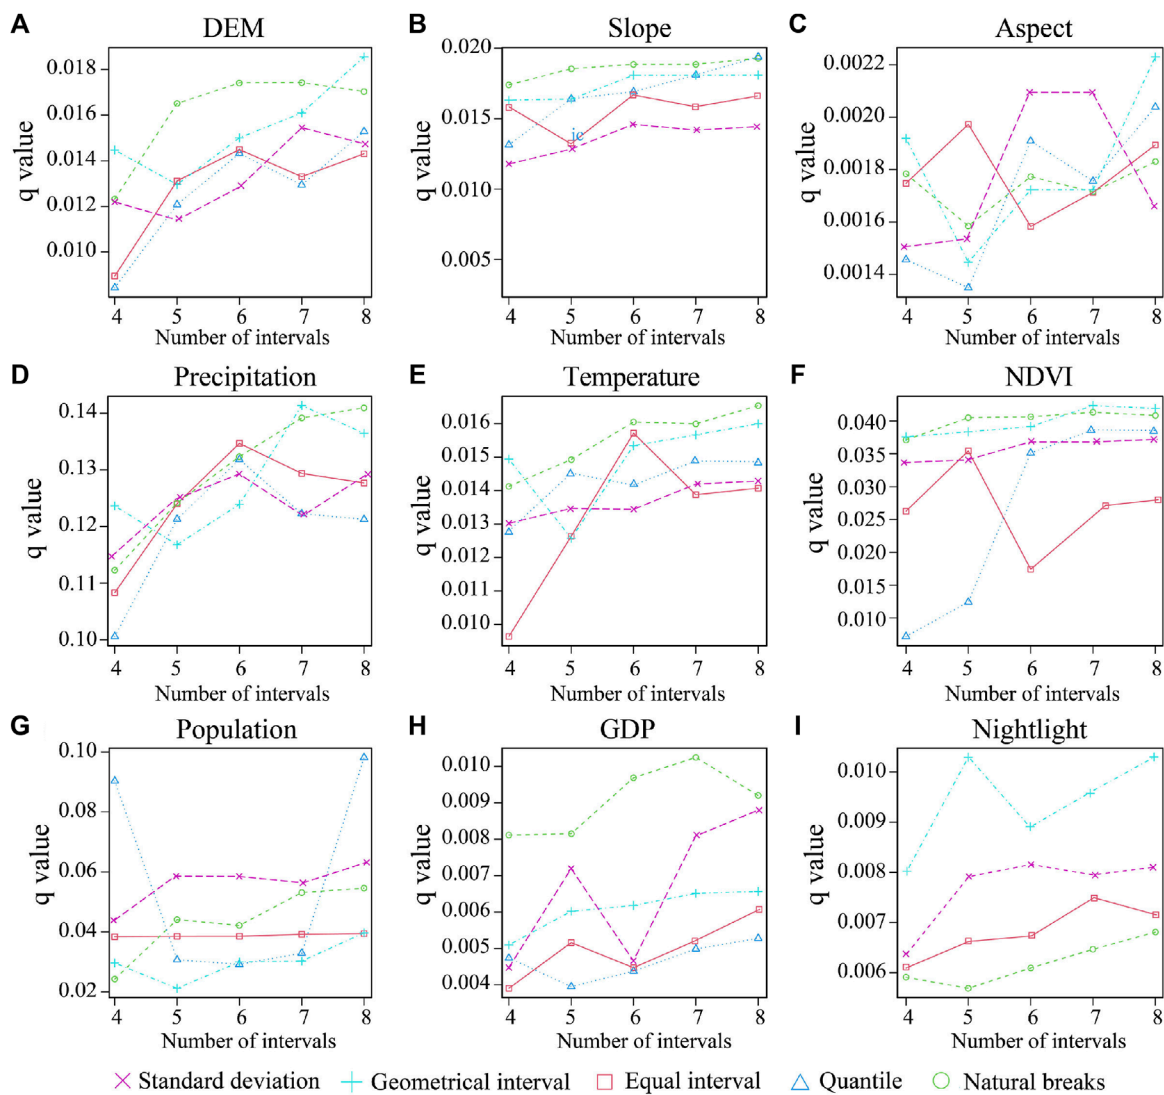 A DEM
q value
0.018
0.016
0.014
0.012
0.010
4 5 6 7 8
Number of intervals
B Slope
q value
0.020
0.015
0.010
0.005
jc
4 5 6 7 8
Number of intervals
C Aspect
q value
0.0022
0.0020
0.0018
0.0016
0.0014
4 5 6 7 8
Number of intervals
D Precipitation
q value
0.14
0.13
0.12
0.11
0.10
4 5 6 7 8
Number of intervals
E Temperature
q value
0.016
0.015
0.014
0.013
0.012
0.011
0.010
4 5 6 7 8
Number of intervals
F NDVI
q value
0.040
0.035
0.030
0.025
0.020
0.015
0.010
4 5 6 7 8
Number of intervals
G Population
q value
0.10
0.08
0.06
0.04
0.02
4 5 6 7 8
Number of intervals
H GDP
q value
0.010
0.009
0.008
0.007
0.006
0.005
0.004
4 5 6 7 8
Number of intervals
I Nightlight
q value
0.010
0.009
0.008
0.007
0.006
4 5 6 7 8
Number of intervals
Standard deviation Geometrical interval Equal interval Quantile Natural breaks